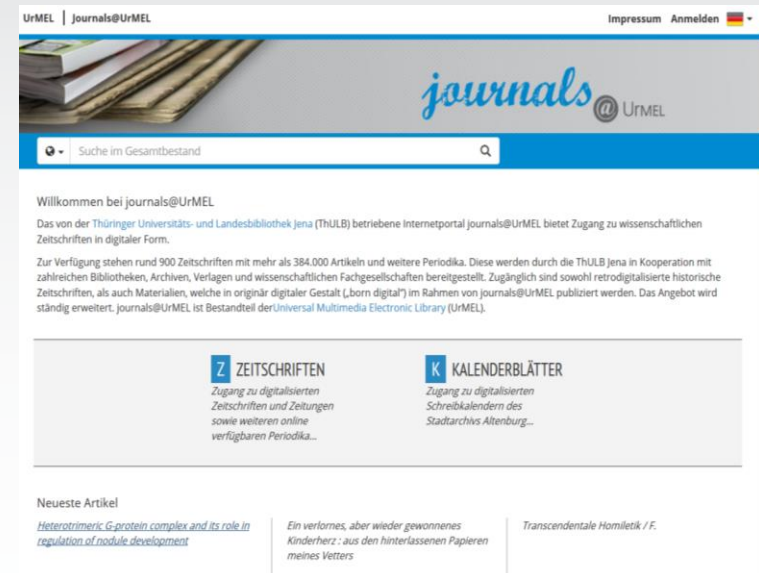 UrMEL | Journals@UrMEL
Impressum Anmelden
journals@UrMEL
Suche im Gesamtbestand
Willkommen bei journals@UrMEL
Das von der Thüringer Universitäts- und Landesbibliothek Jena (ThULB) betriebene Internetportal journals@UrMEL bietet Zugang zu wissenschaftlichen
Zeitschriften in digitaler Form.
Zur Verfügung stehen rund 900 Zeitschriften mit mehr als 384.000 Artikeln und weitere Periodika. Diese werden durch die ThULB Jena in Kooperation mit
zahlreichen Bibliotheken, Archiven, Verlagen und wissenschaftlichen Fachgesellschaften bereitgestellt. Zugänglich sind sowohl retrodigitalisierte historische
Zeitschriften, als auch Materialien, welche in originär digitaler Gestalt („born digital") im Rahmen von journals@UrMEL publiziert werden. Das Angebot wird
ständig erweitert. journals@UrMEL ist Bestandteil derUniversal Multimedia Electronic Library (UrMEL).
Z ZEITSCHRIFTEN
Zugang zu digitalisierten
Zeitschriften und Zeitungen
sowie weiteren online
verfügbaren Periodika...
K KALENDERBLÄTTER
Zugang zu digitalisierten
Schreibkalendern des
Stadtarchivs Altenburg...
Neueste Artikel
Heterotrimeric G-protein complex and its role in
regulation of nodule development
Ein verlornes, aber wieder gewonnenes
Kinderherz : aus den hinterlassenen Papieren
meines Vetters
Transcendentale Homiletik / F.